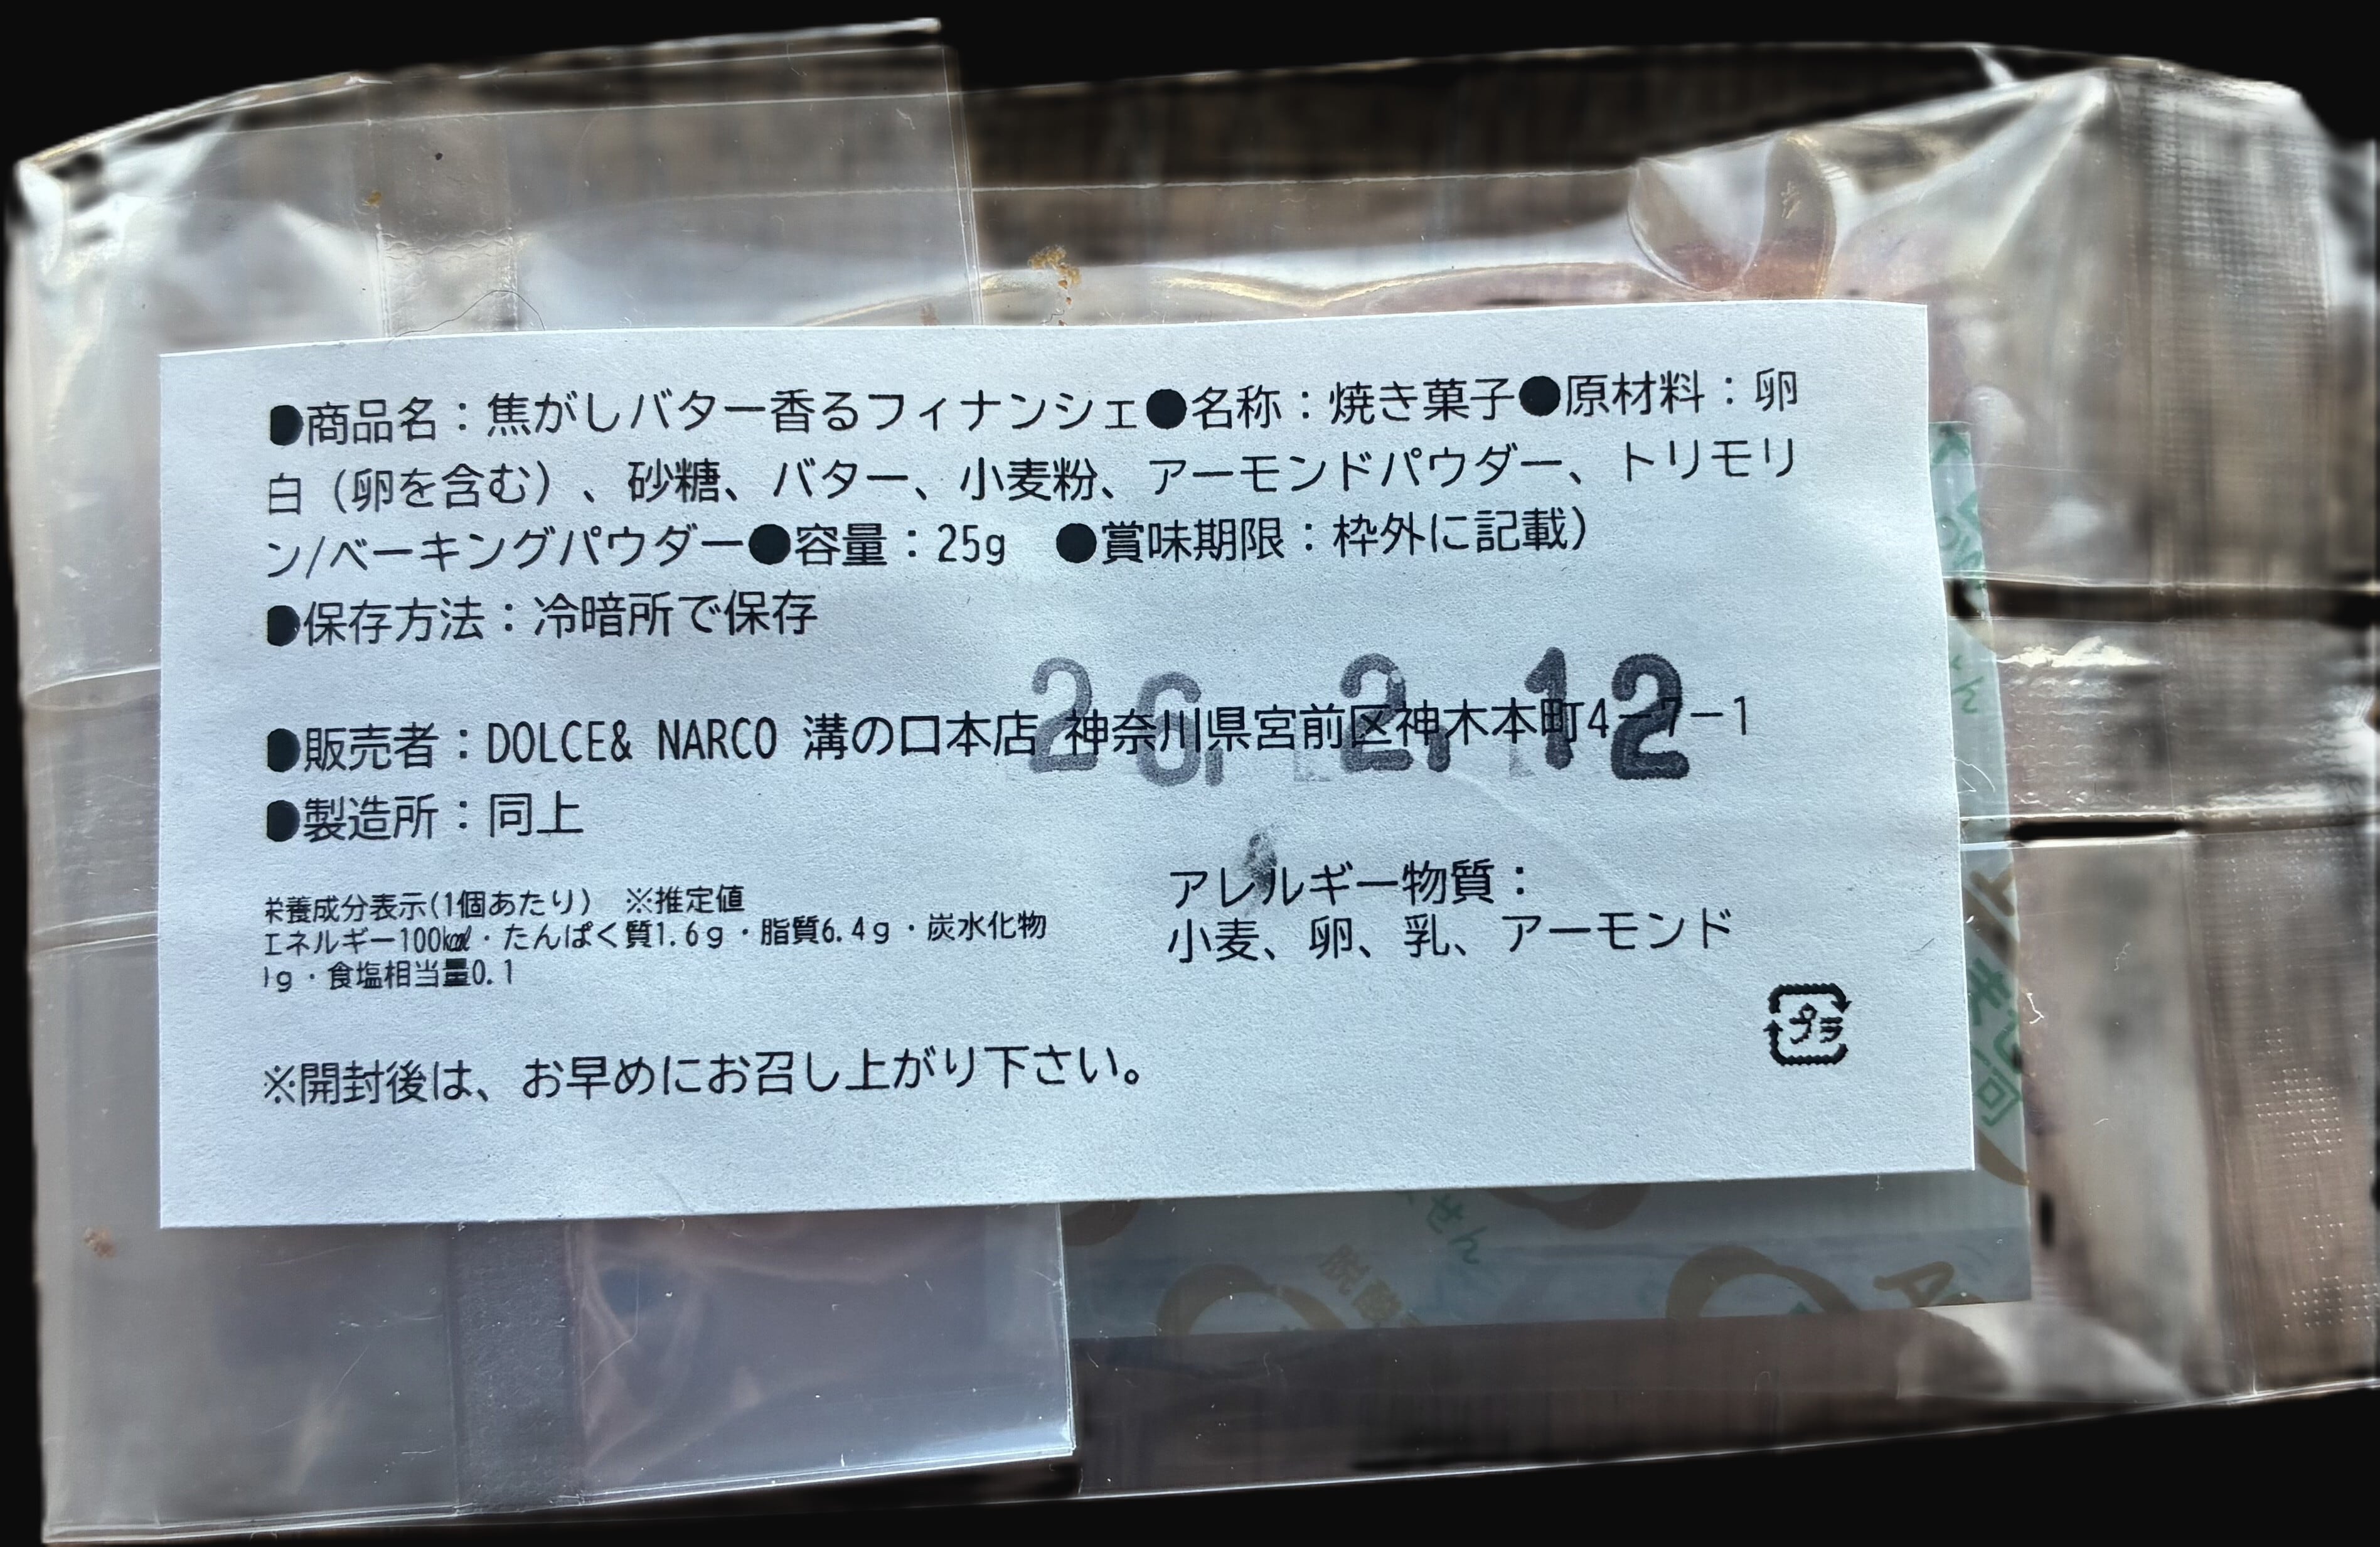 ●商品名：焦がしバター香るフィナンシェ●名称：焼き菓子●原材料：卵
白（卵を含む）、砂糖、バター、小麦粉、アーモンドパウダー、トリモリ
ン/ベーキングパウダー●容量：25g　●賞味期限：枠外に記載）
●保存方法：冷暗所で保存
26. 2. 12
●販売者：DOLCE& NARCO 溝の口本店 神奈川県宮前区神木本町4-7-1
●製造所：同上
栄養成分表示(1個あたり)　※推定値
エネルギー100kcal・たんぱく質1.6g・脂質6.4g・炭水化物
g・食塩相当量0.1
アレルギー物質：
小麦、卵、乳、アーモンド
プラ
※開封後は、お早めにお召し上がり下さい。
せん
脱酸